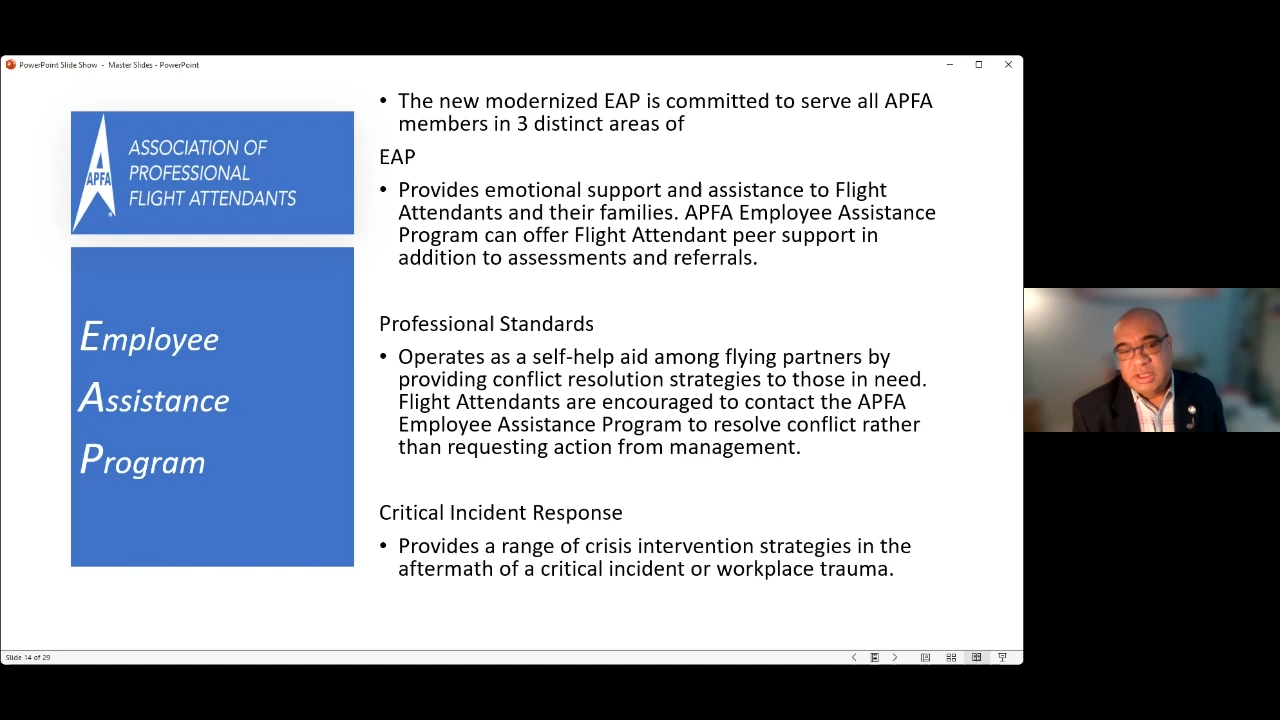 PowerPoint Slide Show - Master Slides - PowerPoint
APFA
ASSOCIATION OF
PROFESSIONAL
FLIGHT ATTENDANTS
Employee
Assistance
Program
• The new modernized EAP is committed to serve all APFA
members in 3 distinct areas of
EAP
• Provides emotional support and assistance to Flight
Attendants and their families. APFA Employee Assistance
Program can offer Flight Attendant peer support in
addition to assessments and referrals.
Professional Standards
• Operates as a self-help aid among flying partners by
providing conflict resolution strategies to those in need.
Flight Attendants are encouraged to contact the APFA
Employee Assistance Program to resolve conflict rather
than requesting action from management.
Critical Incident Response
• Provides a range of crisis intervention strategies in the
aftermath of a critical incident or workplace trauma.
Slide 14 of 29